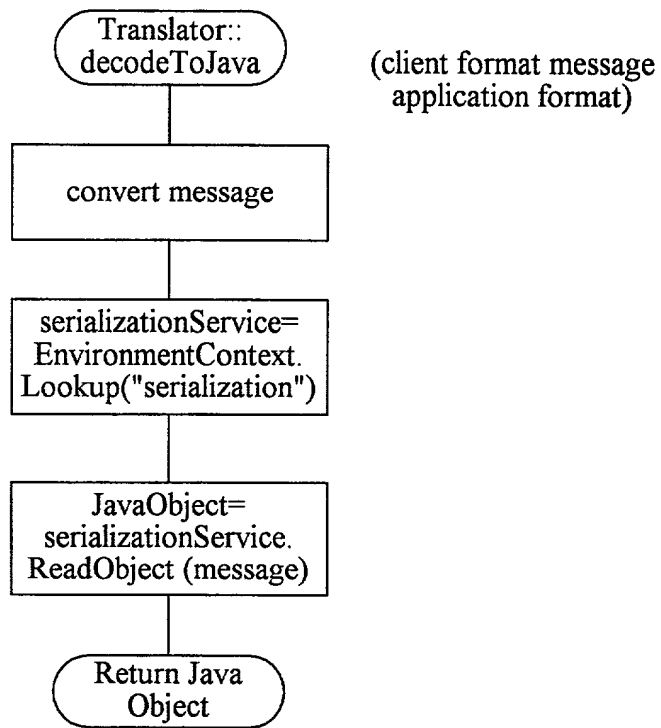 Translator::
decodeToJava
(client format message
application format)
convert message
serializationService=
EnvironmentContext.
Lookup("serialization")
JavaObject=
serializationService.
ReadObject (message)
Return Java
Object